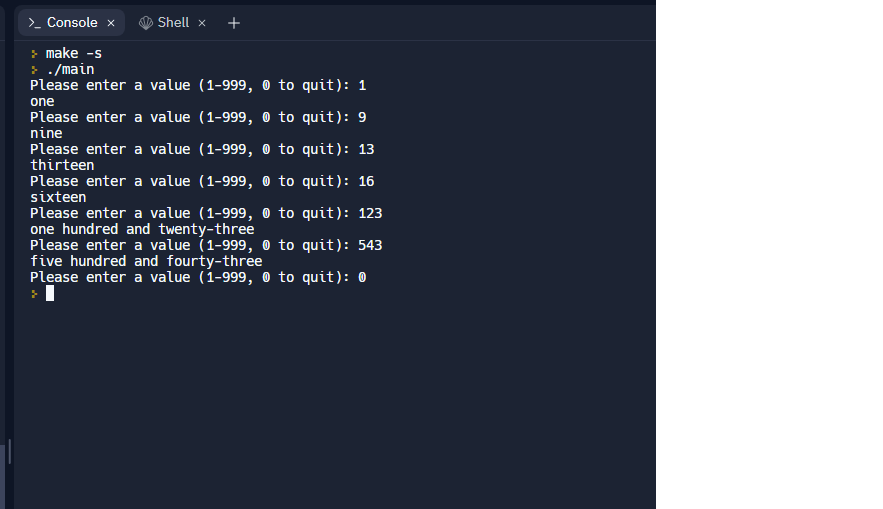 Console × Shell × +
make -s
./main
Please enter a value (1-999, 0 to quit): 1
one
Please enter a value (1-999, 0 to quit): 9
nine
Please enter a value (1-999, 0 to quit): 13
thirteen
Please enter a value (1-999, 0 to quit): 16
sixteen
Please enter a value (1-999, 0 to quit): 123
one hundred and twenty-three
Please enter a value (1-999, 0 to quit): 543
five hundred and fourty-three
Please enter a value (1-999, 0 to quit): 0